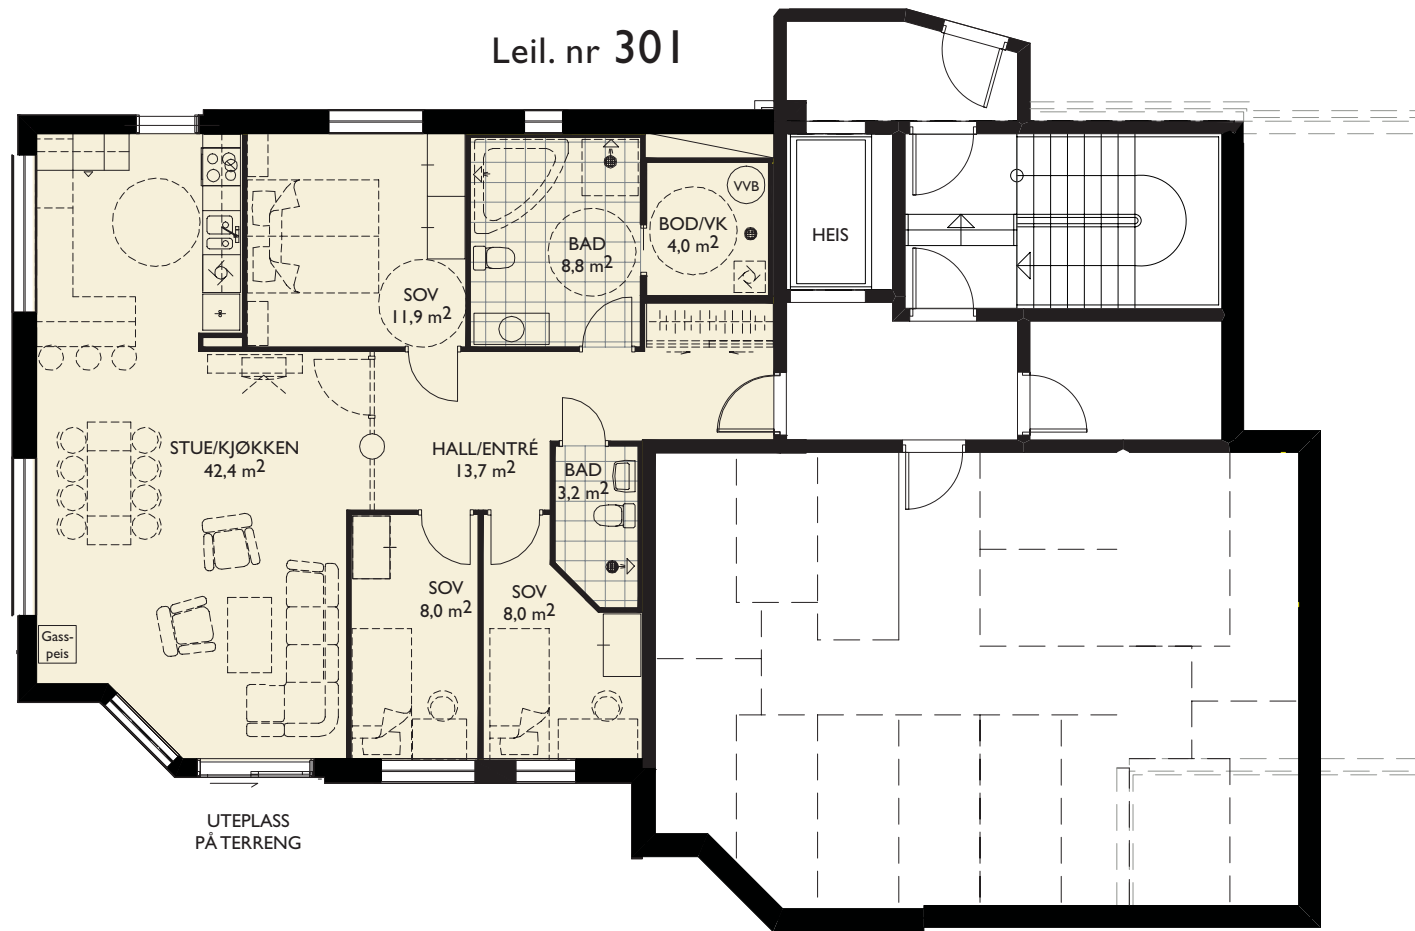 Leil. nr 301
VVB
BOD/VK
4,0 m²
HEIS
BAD
8,8 m²
SOV
11,9 m²
STUE/KJØKKEN
42,4 m²
HALL/ENTRÉ
13,7 m²
BAD
3,2 m²
SOV
8,0 m²
SOV
8,0 m²
Gass-
peis
UTEPLASS
PÅ TERRENG